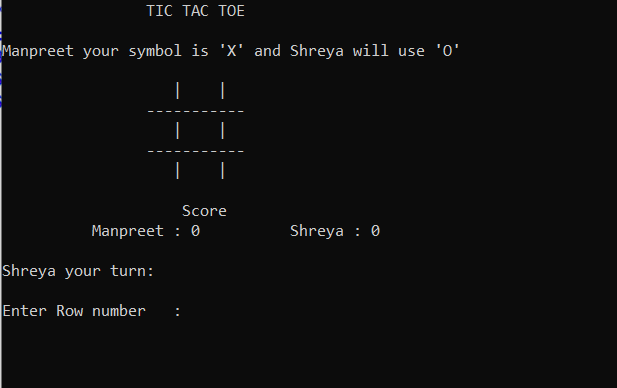 TIC TAC TOE
Manpreet your symbol is 'X' and Shreya will use 'O'
|    |
-----------
|    |
-----------
|    |
Score
Manpreet : 0          Shreya : 0
Shreya your turn:
Enter Row number   :